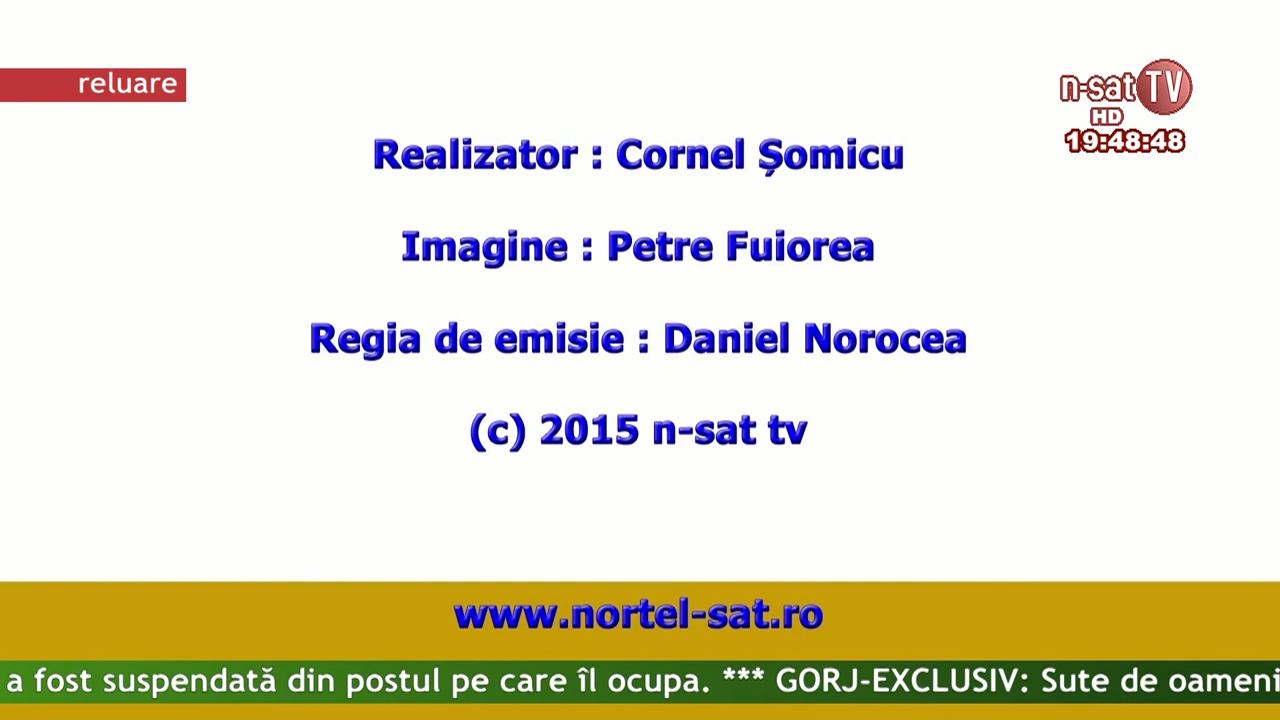 reluare
n-sat TV
HD
19:48:48
Realizator : Cornel Șomicu
Imagine : Petre Fuiorea
Regia de emisie : Daniel Norocea
(c) 2015 n-sat tv
www.nortel-sat.ro
a fost suspendată din postul pe care îl ocupa. *** GORJ-EXCLUSIV: Sute de oameni